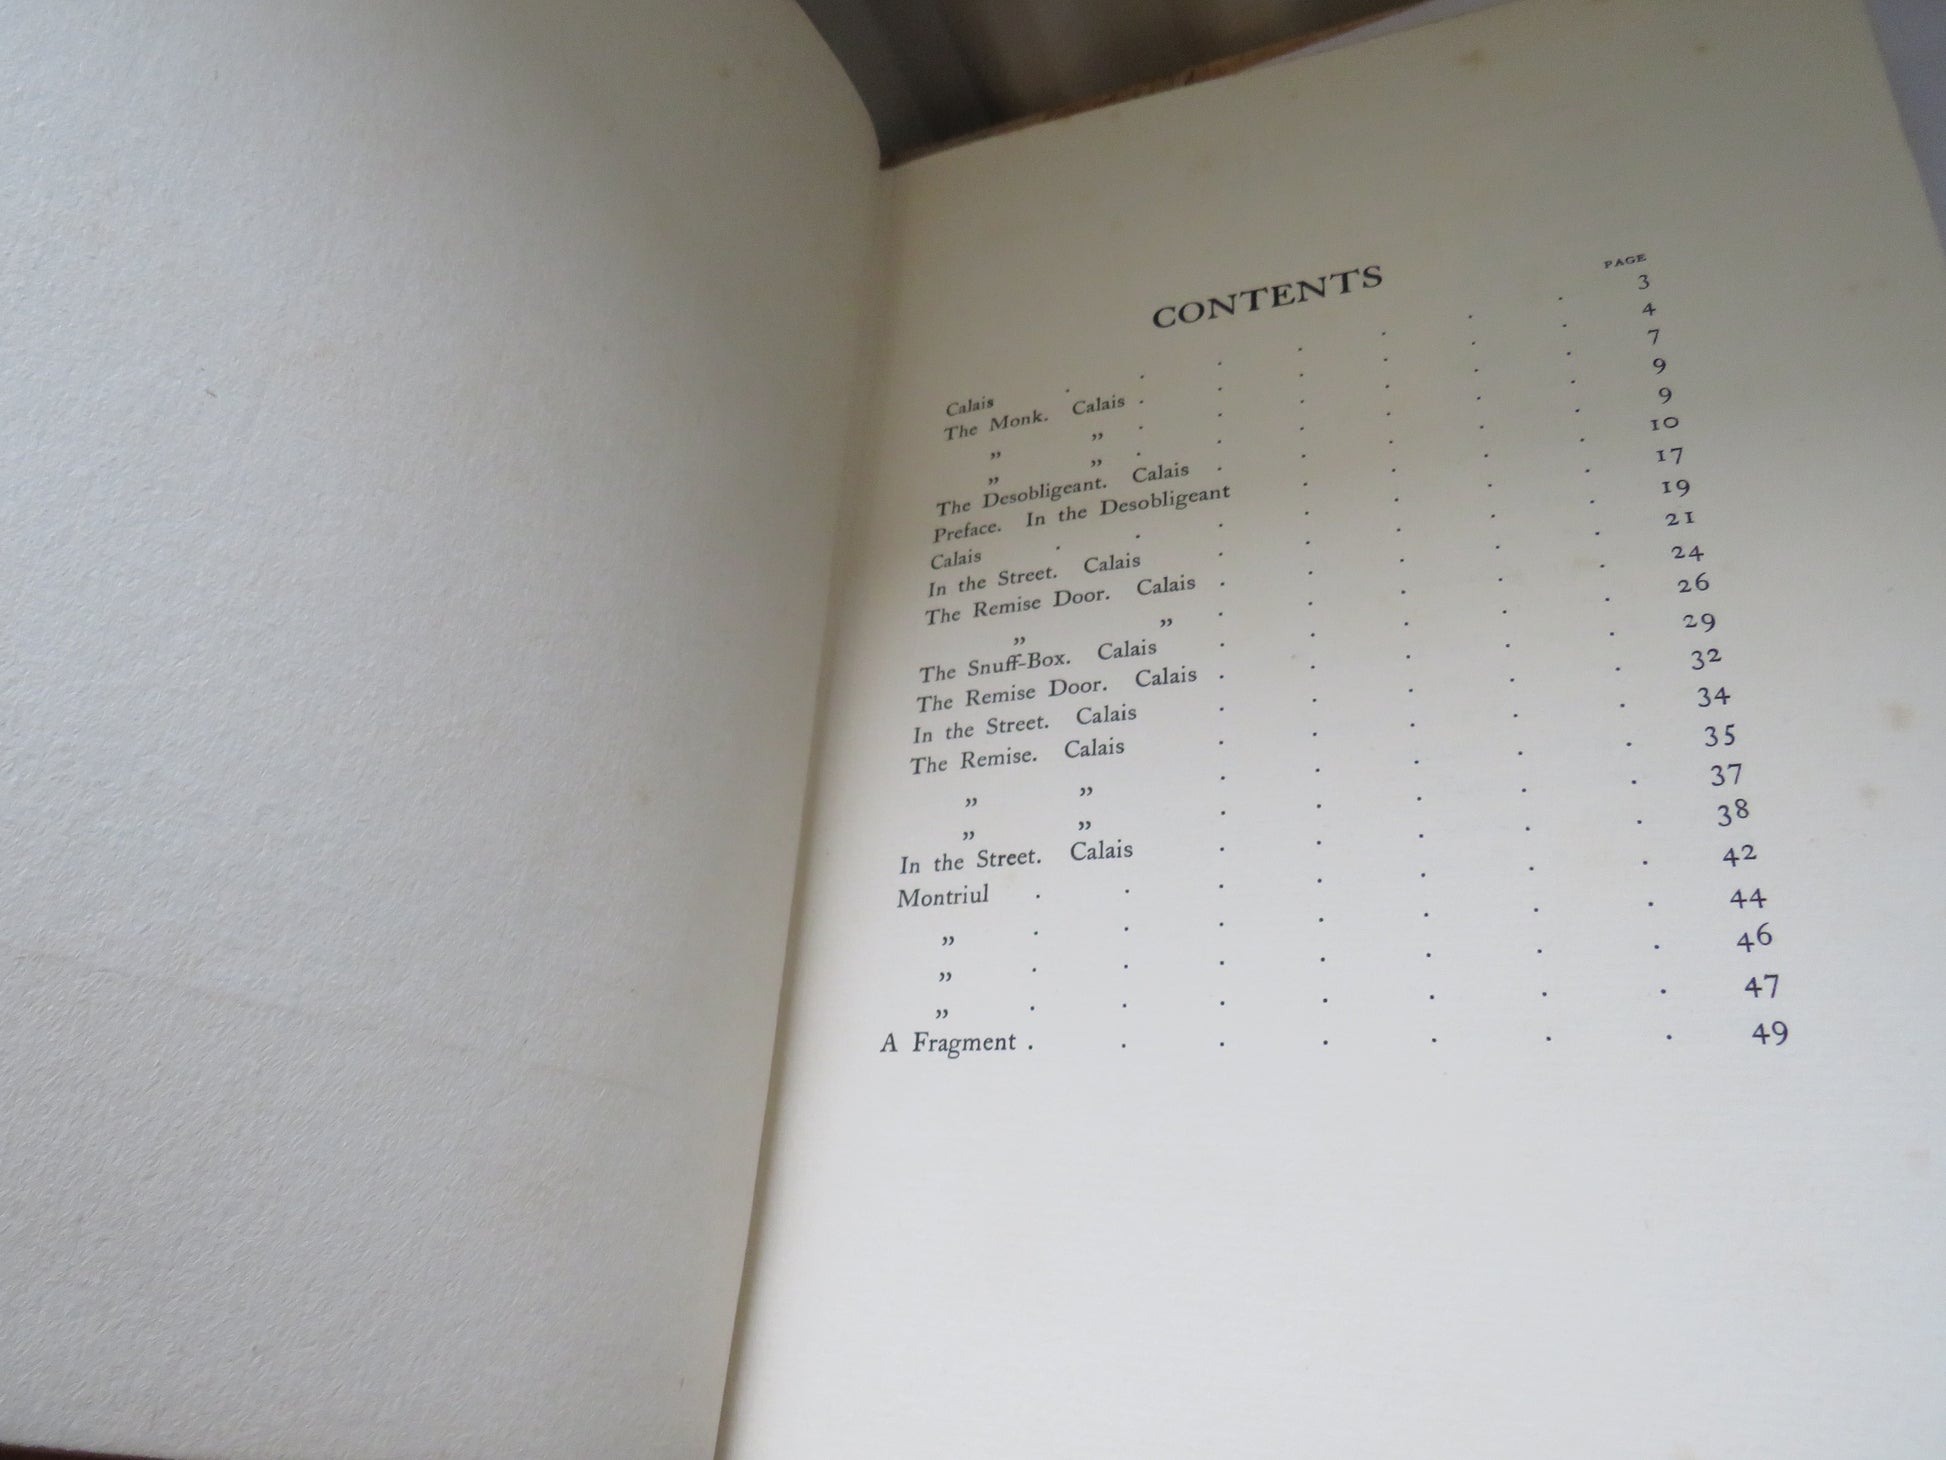 CONTENTS
PAGE
Calais . . . . . . . 3
The Monk. Calais . . . . . . 4
„ „ . . . . . . 7
„ „ . . . . . . 9
The Desobligeant. Calais . . . . . 9
Preface. In the Desobligeant . . . . 10
Calais . . . . . . . 17
In the Street. Calais . . . . . 19
The Remise Door. Calais . . . . . 21
„ „ . . . . . 24
The Snuff-Box. Calais . . . . . 26
The Remise Door. Calais . . . . . 29
In the Street. Calais . . . . . 32
The Remise. Calais . . . . . 34
„ „ . . . . . 35
„ „ . . . . . 37
In the Street. Calais . . . . . 38
Montriul . . . . . . . 42
„ . . . . . . . 44
„ . . . . . . . 46
„ . . . . . . . 47
A Fragment . . . . . . . 49